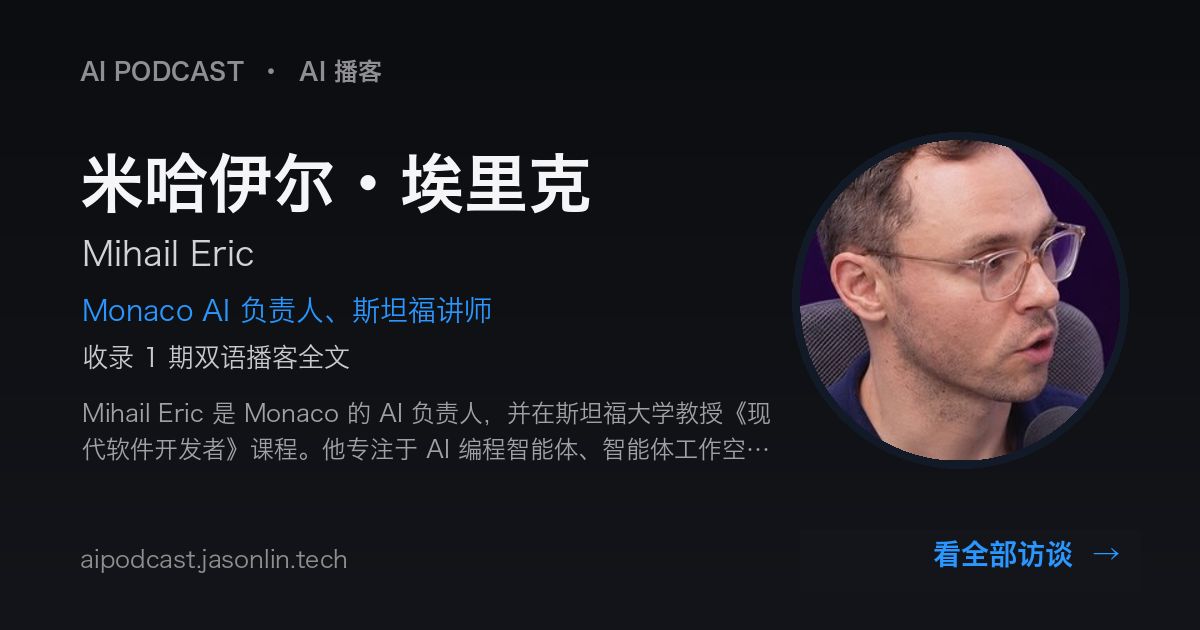 AI PODCAST · AI 播客
米哈伊尔·埃里克
Mihail Eric
Monaco AI 负责人、斯坦福讲师
收录 1 期双语播客全文
Mihail Eric 是 Monaco 的 AI 负责人，并在斯坦福大学教授《现
代软件开发者》课程。他专注于 AI 编程智能体、智能体工作空…
aipodcast.jasonlin.tech
看全部访谈 →